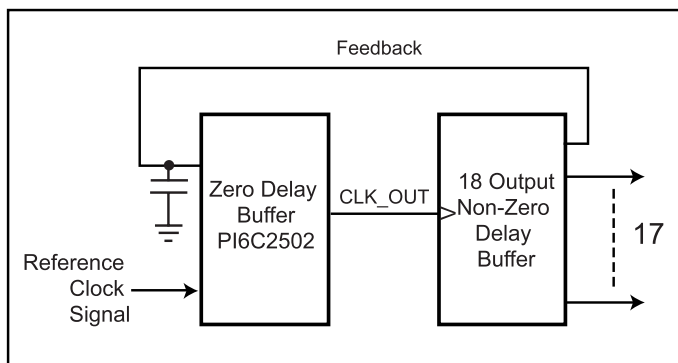 Feedback
Zero Delay
Buffer
PI6C2502
CLK_OUT
18 Output
Non-Zero
Delay
Buffer
17
Reference
Clock
Signal